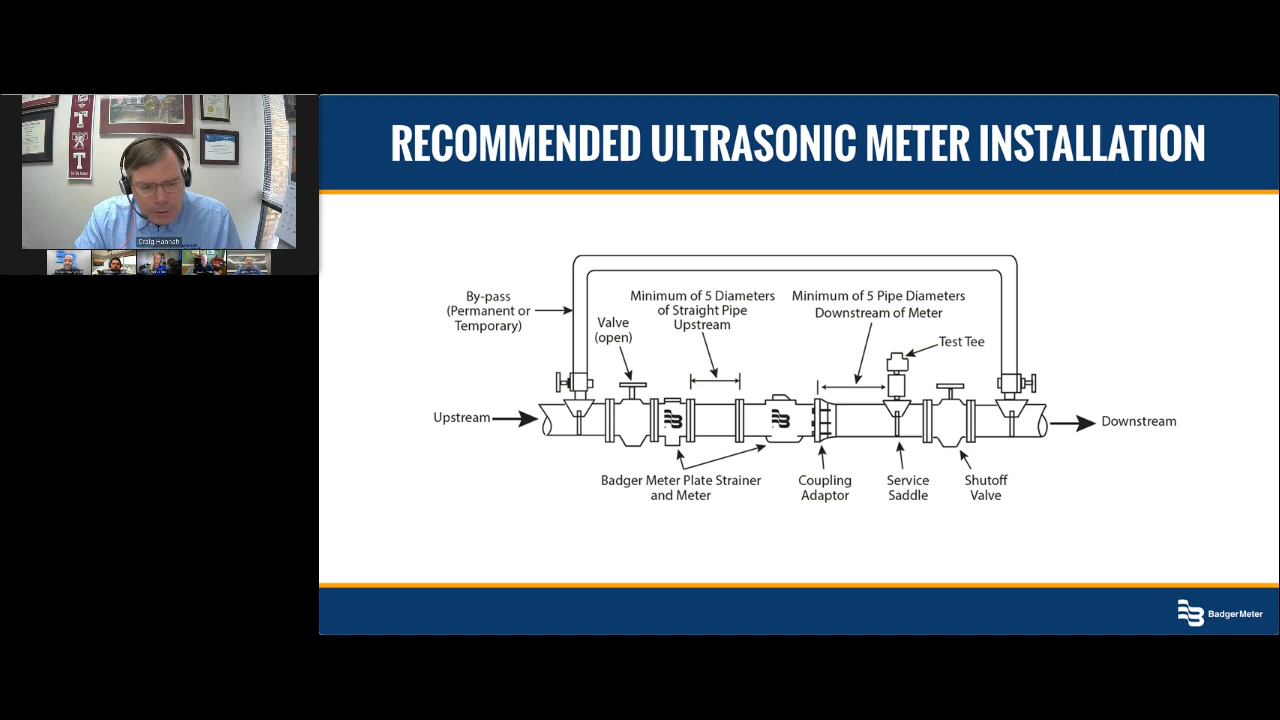 RECOMMENDED ULTRASONIC METER INSTALLATION
Craig Hannah
By-pass
(Permanent or
Temporary)
Valve
(open)
Minimum of 5 Diameters
of Straight Pipe
Upstream
Minimum of 5 Pipe Diameters
Downstream of Meter
Test Tee
Upstream
Downstream
Badger Meter Plate Strainer
and Meter
Coupling
Adaptor
Service
Saddle
Shutoff
Valve
BadgerMeter